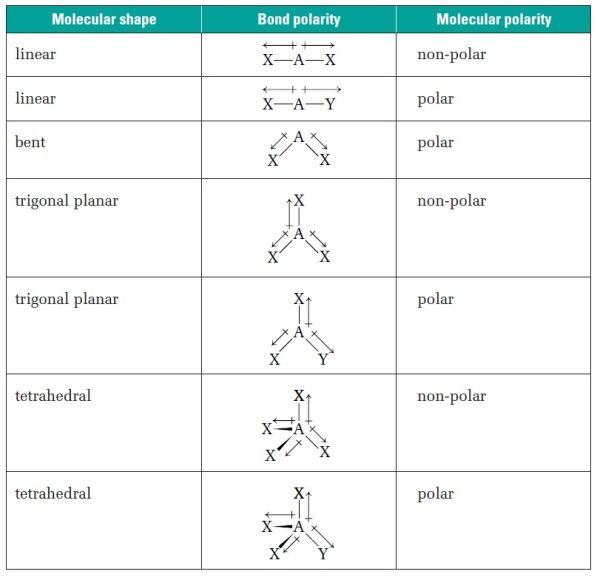 Molecular shape Bond polarity Molecular polarity
linear X—A—X non-polar
linear X—A—Y polar
bent A polar
X X
trigonal planar X non-polar
A
X X
trigonal planar X polar
A
X Y
tetrahedral X non-polar
X A
X X
tetrahedral X polar
X A
X Y